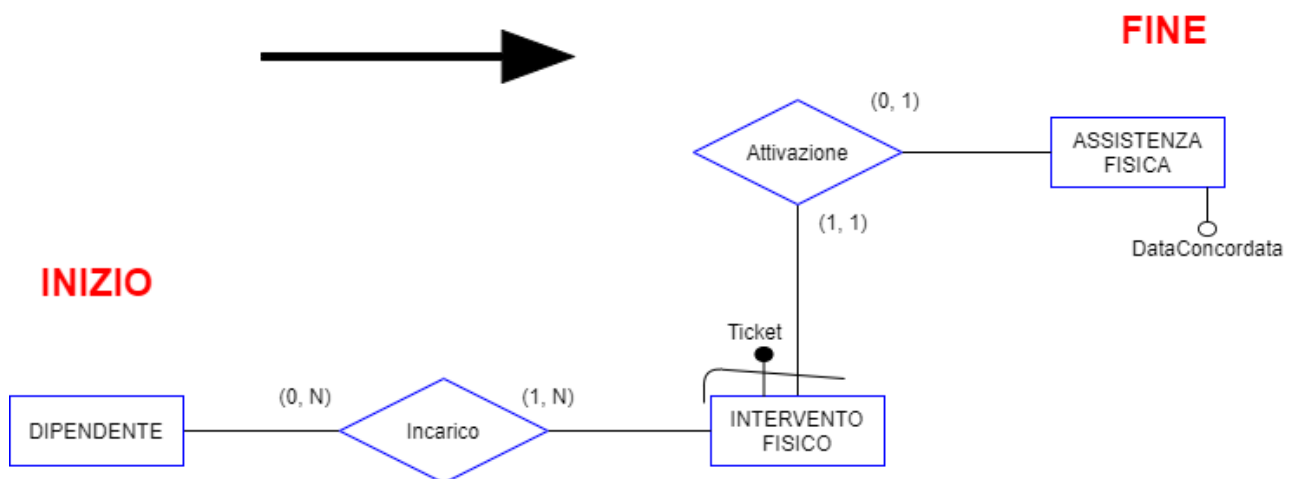 FINE
(0, 1)
Attivazione
ASSISTENZA
FISICA
(1, 1)
DataConcordata
INIZIO
Ticket
(0, N)
(1, N)
DIPENDENTE
Incarico
INTERVENTO
FISICO